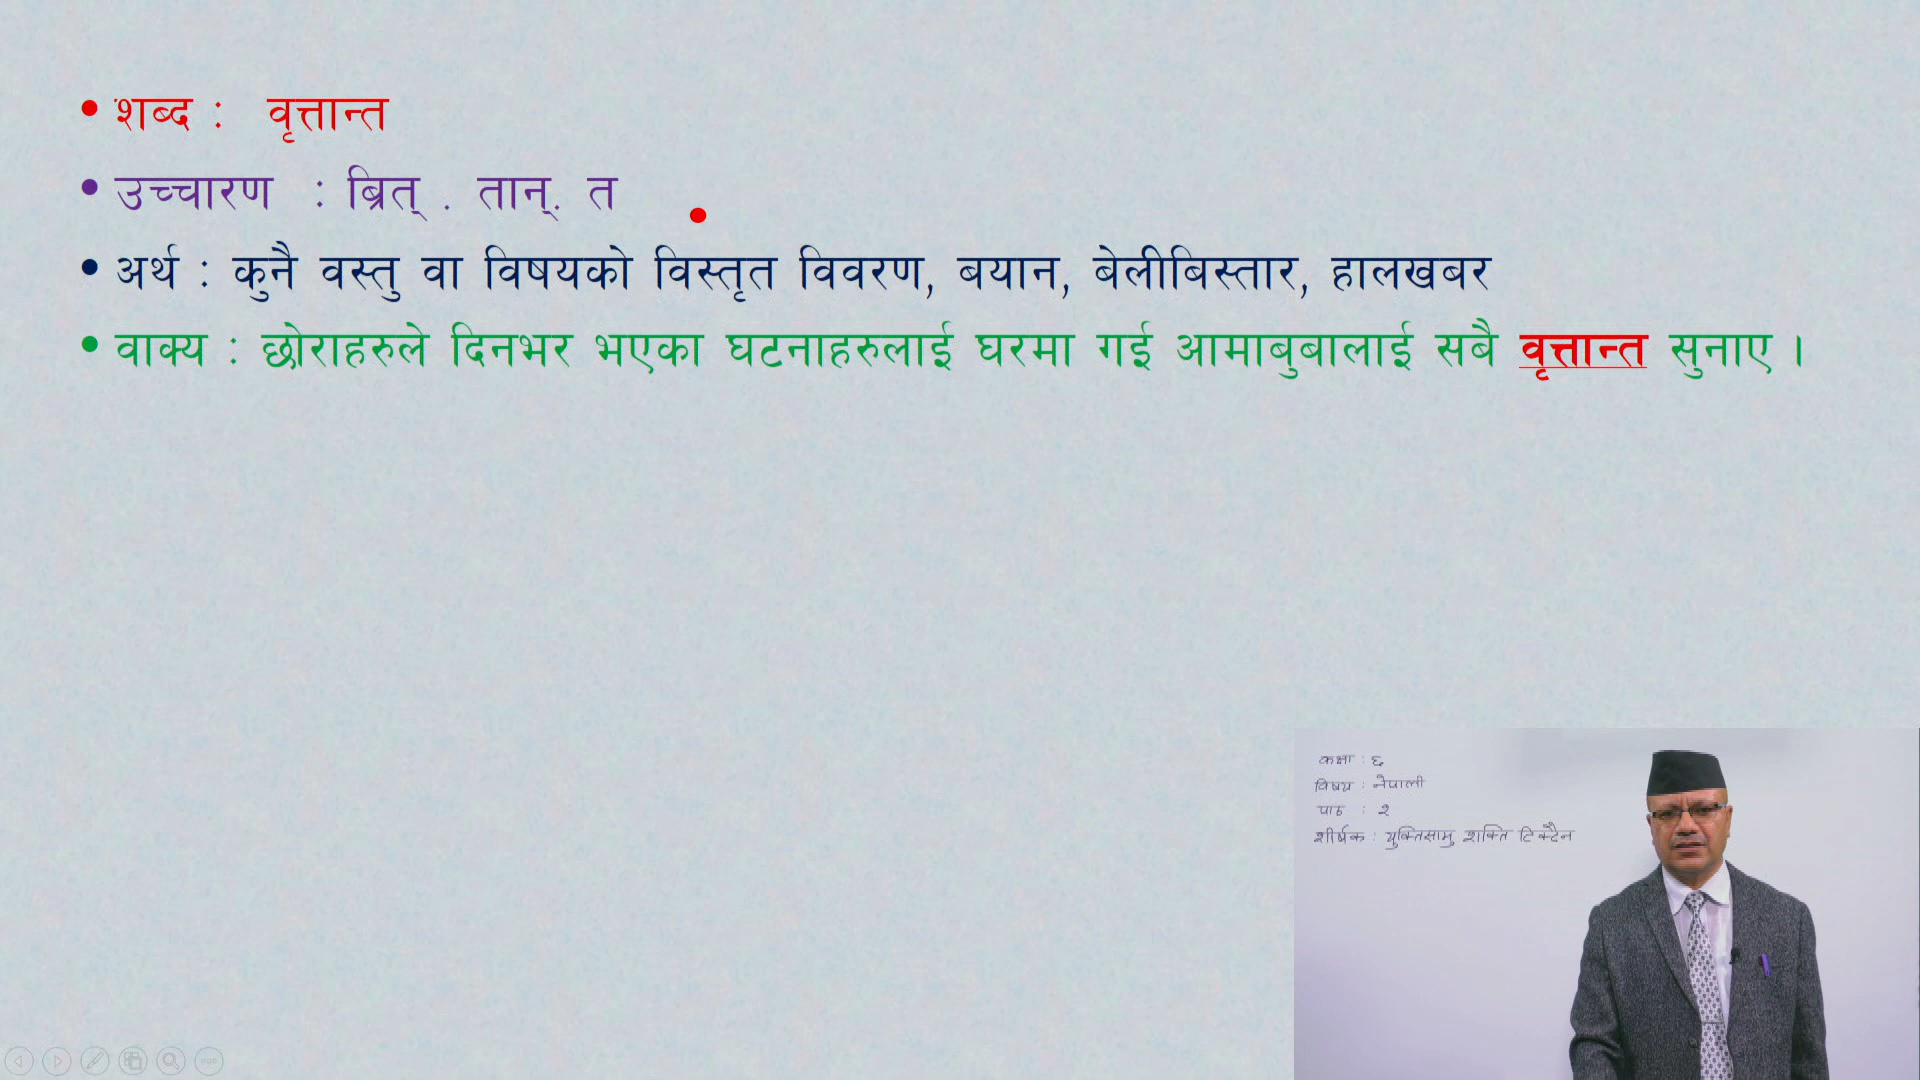 • शब्द : वृत्तान्त
• उच्चारण : ब्रित् . तान्. त
• अर्थ : कुनै वस्तु वा विषयको विस्तृत विवरण, बयान, बेलीबिस्तार, हालखबर
• वाक्य : छोराहरुले दिनभर भएका घटनाहरुलाई घरमा गई आमाबुबालाई सबै वृत्तान्त सुनाए ।
कक्षा : ६
विषय : नेपाली
पाठ : २
शीर्षक : युक्तिसामु शक्ति टिक्दैन